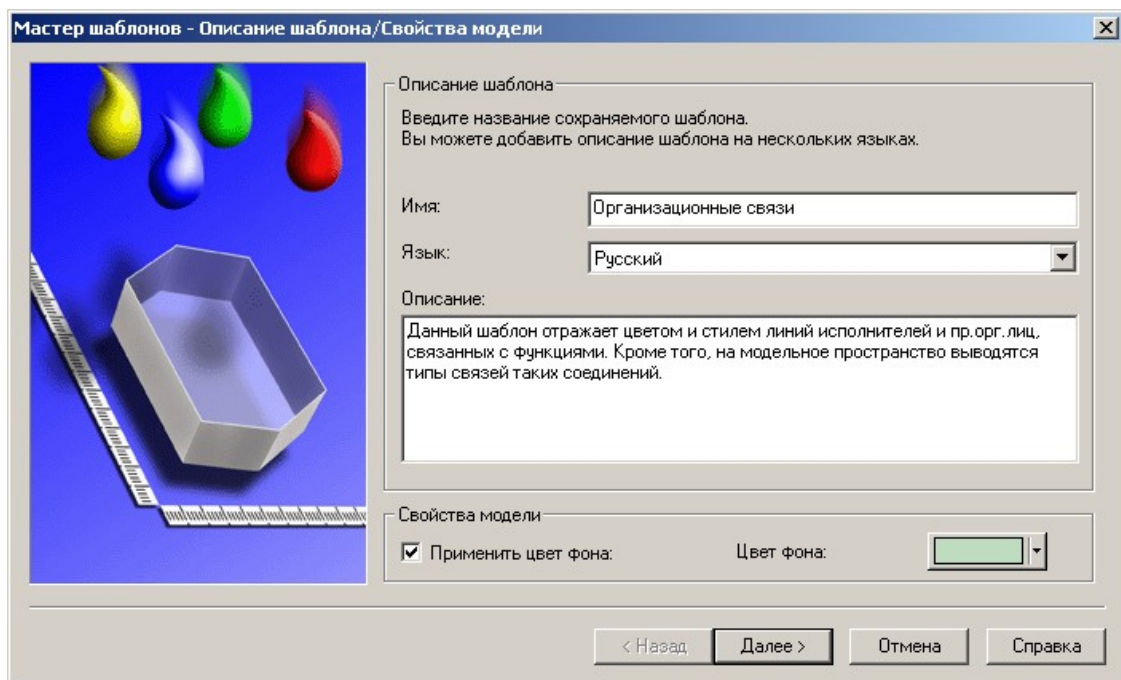 Мастер шаблонов - Описание шаблона/Свойства модели
Описание шаблона
Введите название сохраняемого шаблона.
Вы можете добавить описание шаблона на нескольких языках.
Имя: Организационные связи
Язык: Русский
Описание:
Данный шаблон отражает цветом и стилем линий исполнителей и пр.орг.лиц,
связанных с функциями. Кроме того, на модельное пространство выводятся
типы связей таких соединений.
Свойства модели
Применить цвет фона: Цвет фона:
< Назад Далее > Отмена Справка